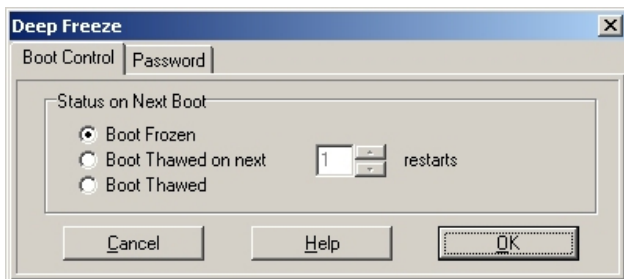 Deep Freeze
Boot Control Password
Status on Next Boot
Boot Frozen
Boot Thawed on next 1 restarts
Boot Thawed
Cancel Help OK